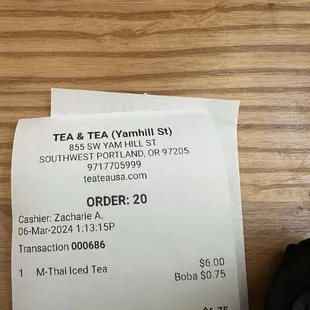 TEA & TEA (Yamhill St)
855 SW YAM HILL ST
SOUTHWEST PORTLAND, OR 97205
9717705999
teateausa.com
ORDER: 20
Cashier: Zacharie A.
06-Mar-2024 1:13:15P
Transaction 000686
1 M-Thai Iced Tea $6.00
Boba $0.75